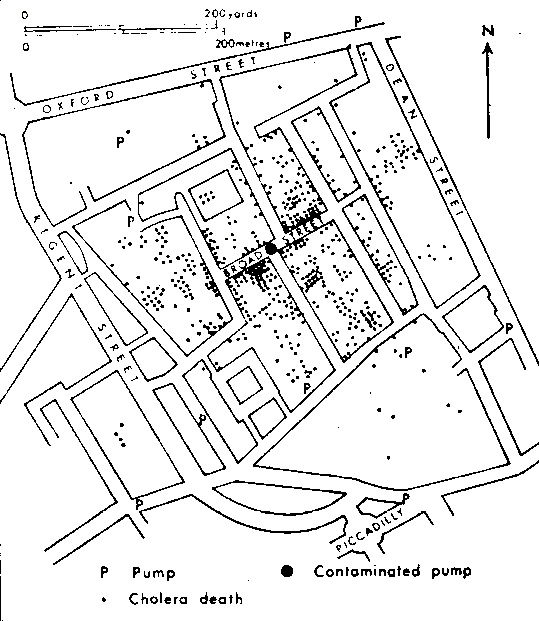 0 200yards
0 200metres
P
P
N
OXFORD STREET
DEAN STREET
P
P
REGENT STREET
BROAD STREET
P
P
P
P
P
P
PICCADILLY
P Pump
Contaminated pump
Cholera death